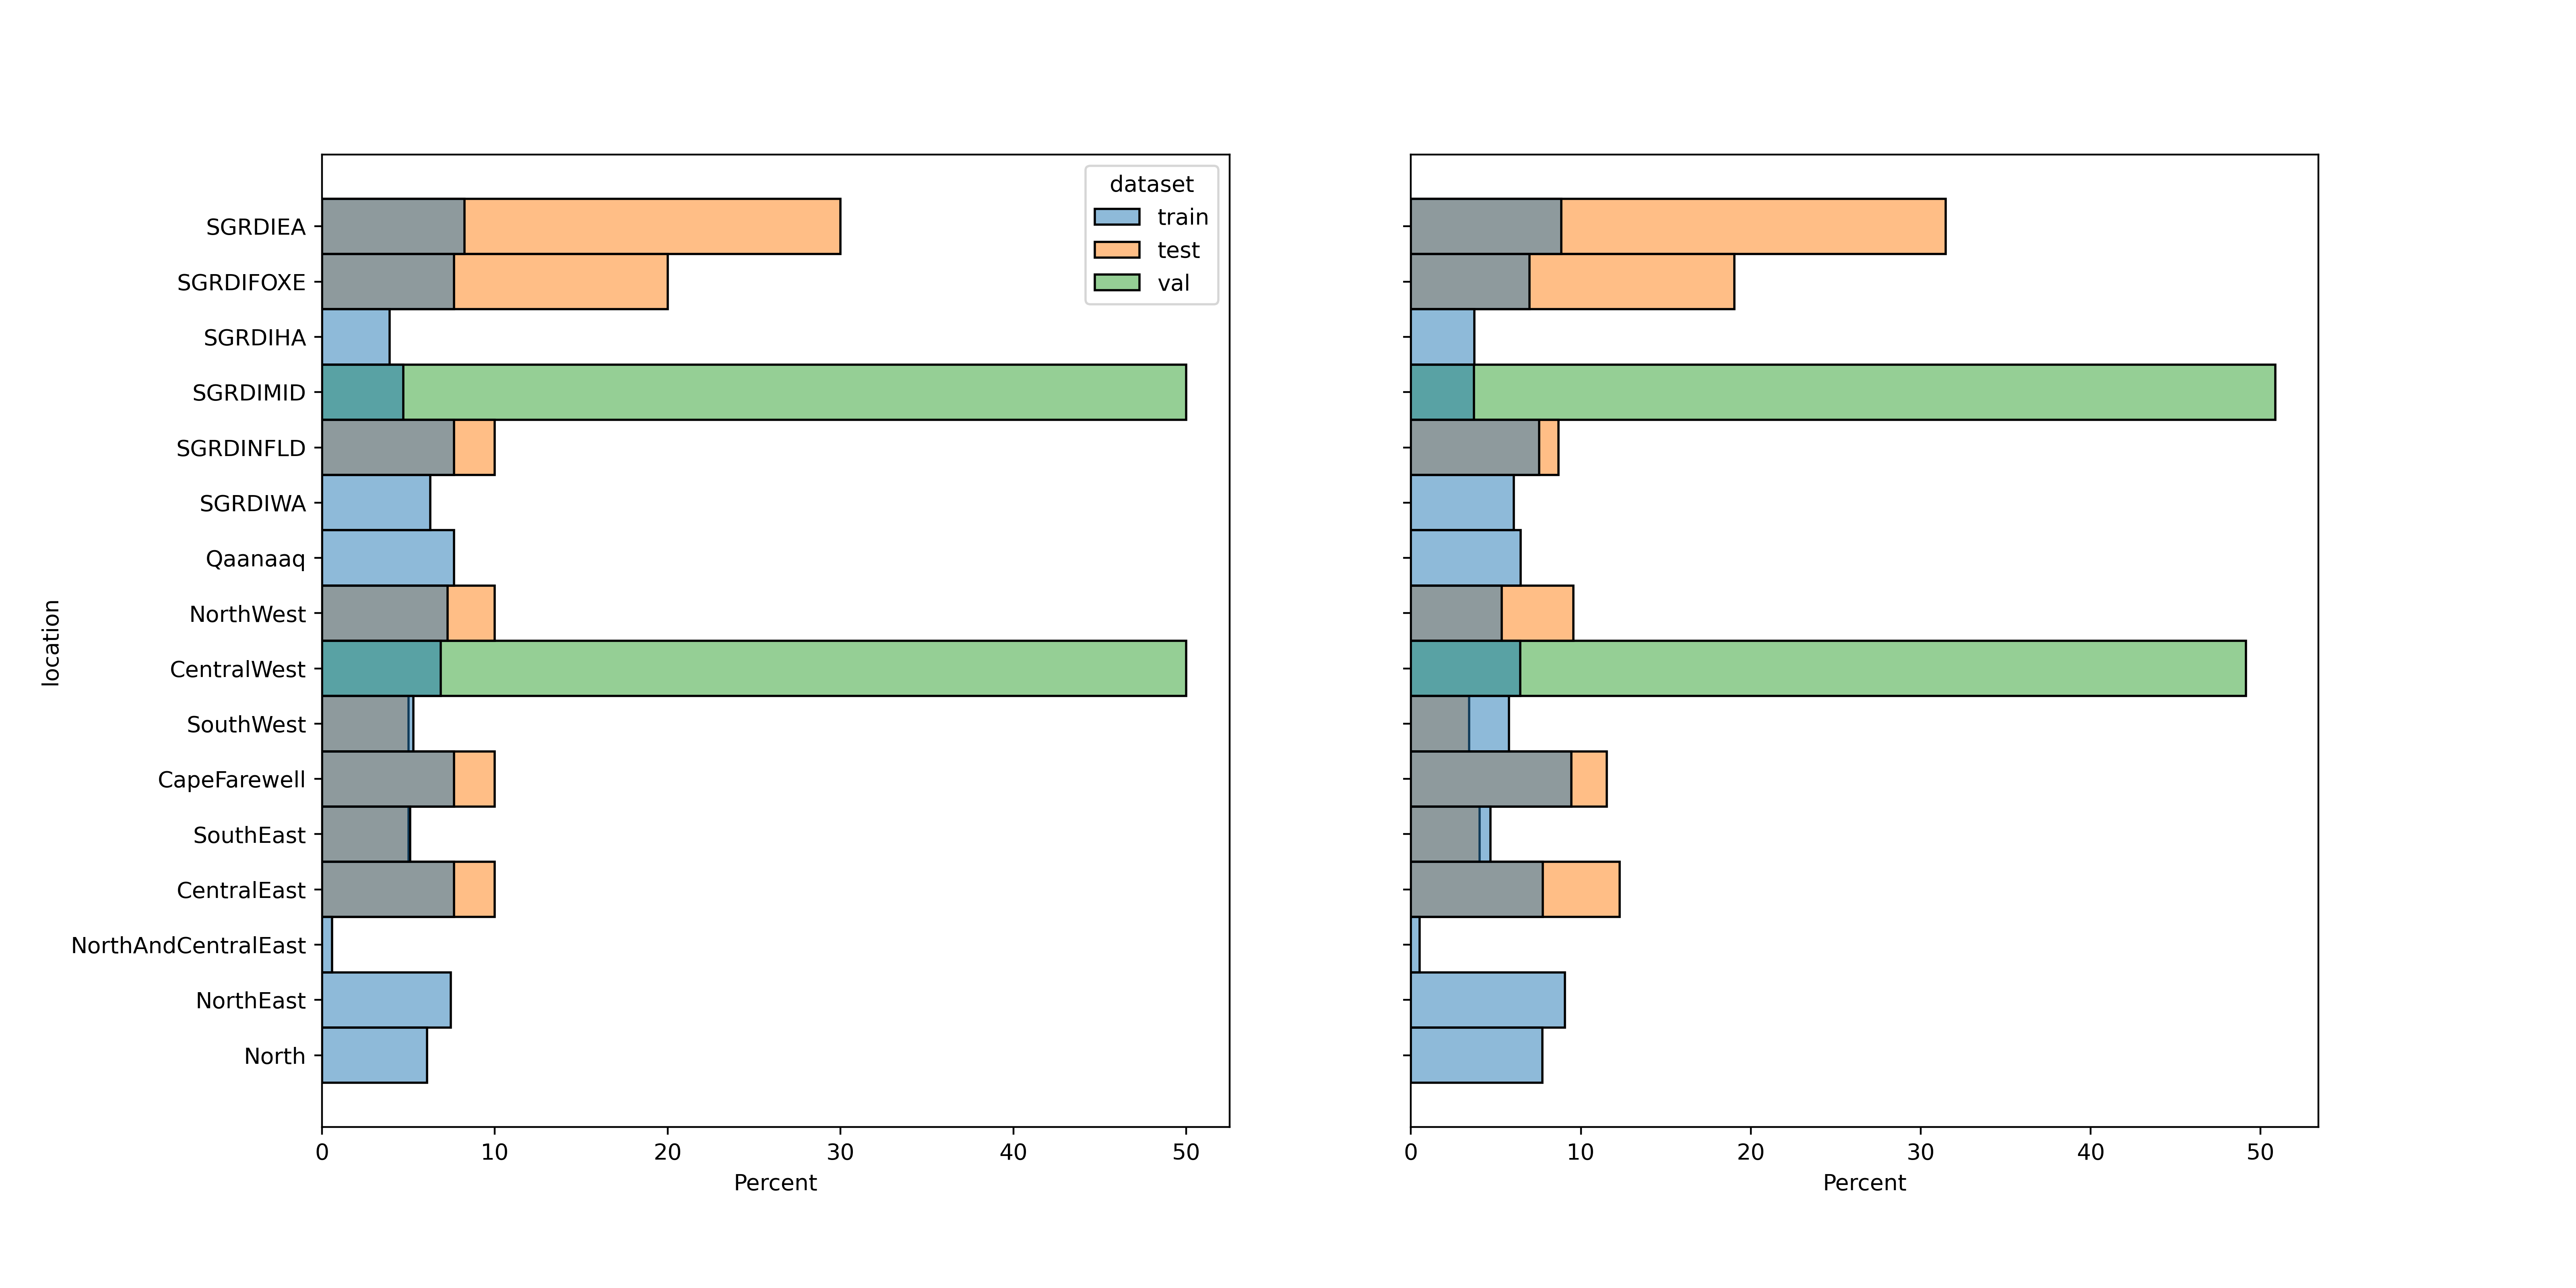 dataset
train
test
val
location
SGRDIEA
SGRDIFOXE
SGRDIHA
SGRDIMID
SGRDINFLD
SGRDIWA
Qaanaaq
NorthWest
CentralWest
SouthWest
CapeFarewell
SouthEast
CentralEast
NorthAndCentralEast
NorthEast
North
0 10 20 30 40 50
Percent
0 10 20 30 40 50
Percent